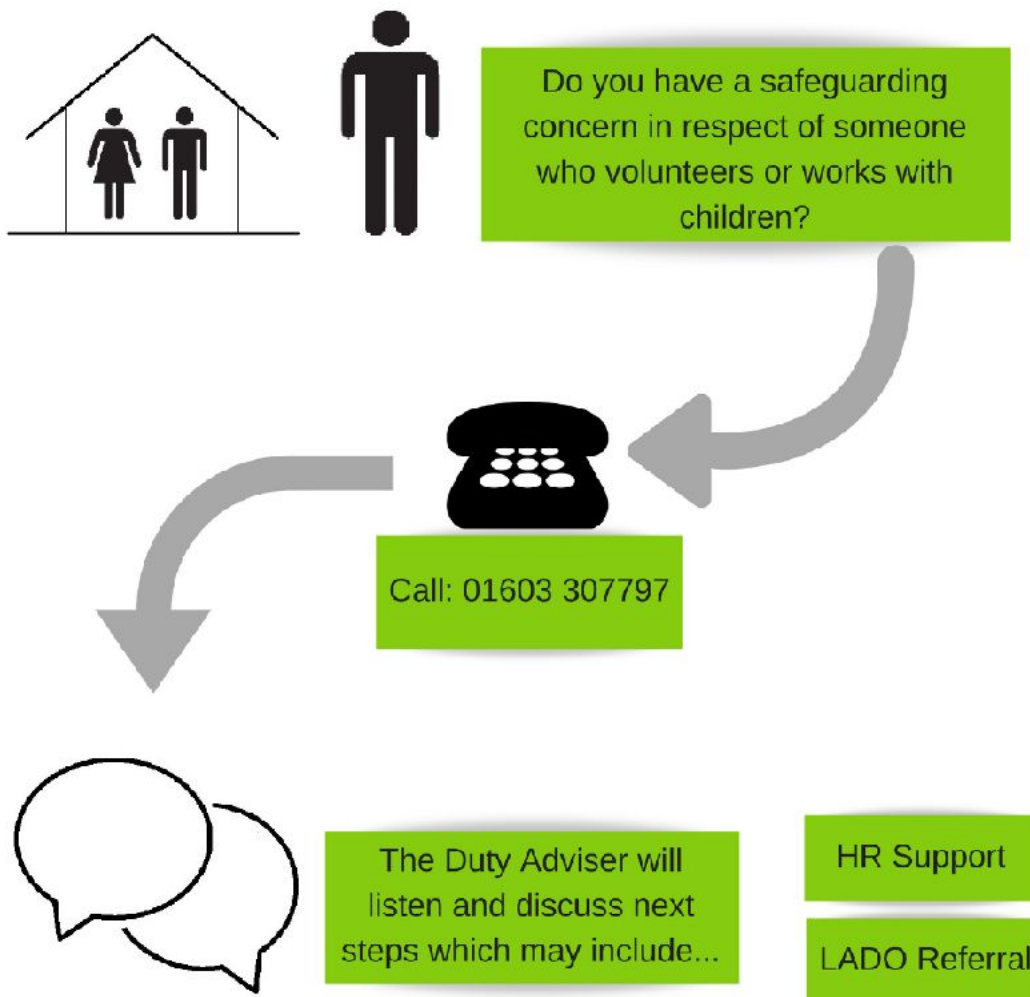 Do you have a safeguarding
concern in respect of someone
who volunteers or works with
children?
Call: 01603 307797
The Duty Adviser will
listen and discuss next
steps which may include...
HR Support
LADO Referral